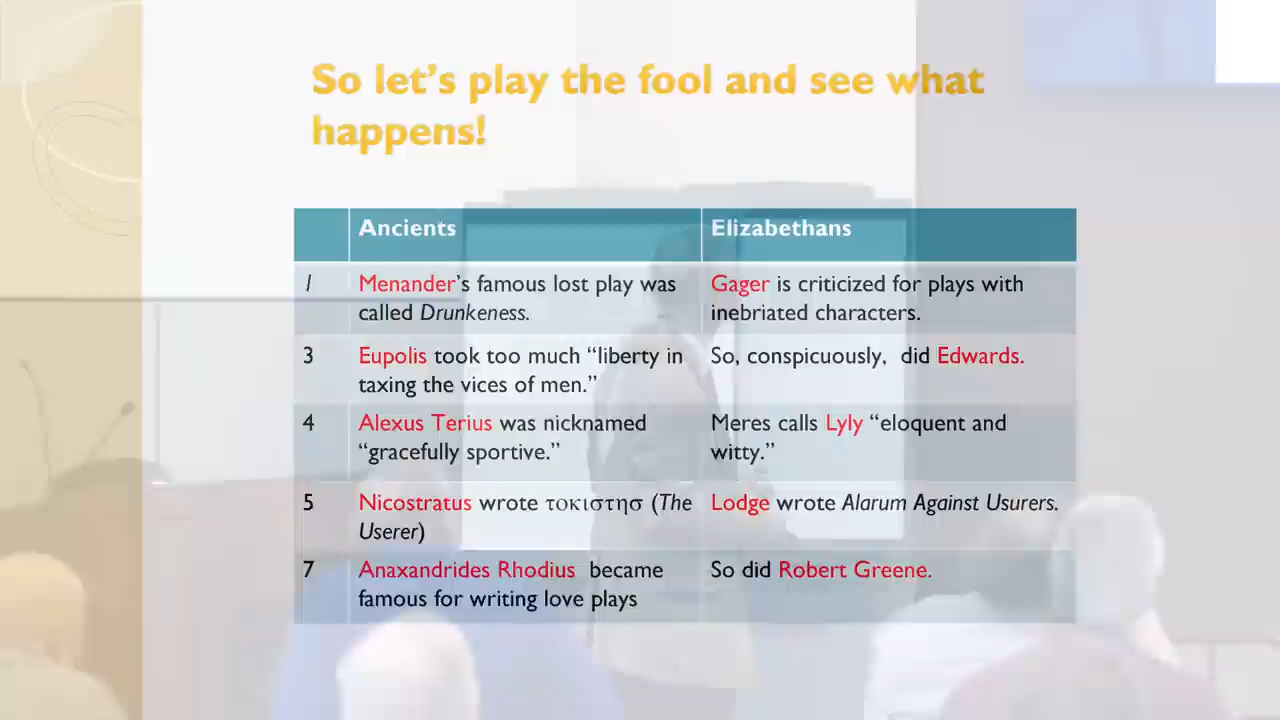 So let's play the fool and see what
happens!
Ancients Elizabethans
1 Menander's famous lost play was Gager is criticized for plays with
called Drunkeness. inebriated characters.
3 Eupolis took too much “liberty in So, conspicuously, did Edwards.
taxing the vices of men.”
4 Alexus Terius was nicknamed Meres calls Lyly “eloquent and
“gracefully sportive.” witty.”
5 Nicostratus wrote τοκιστησ (The Lodge wrote Alarum Against Usurers.
Userer)
7 Anaxandrides Rhodius became So did Robert Greene.
famous for writing love plays